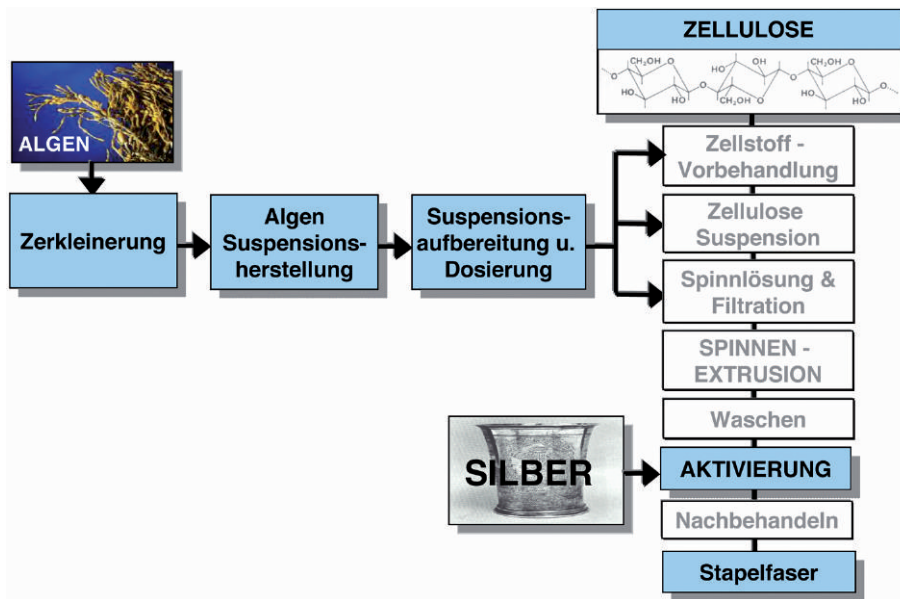 ZELLULOSE
CH₂OH
HO
OH
O
HO
OH
O
CH₂OH
O
CH₂OH
O
HO
OH
O
ALGEN
Zerkleinerung
Algen
Suspensions-
herstellung
Suspensions-
aufbereitung u.
Dosierung
Zellstoff -
Vorbehandlung
Zellulose
Suspension
Spinnlösung &
Filtration
SPINNEN -
EXTRUSION
Waschen
SILBER
AKTIVIERUNG
Nachbehandeln
Stapelfaser